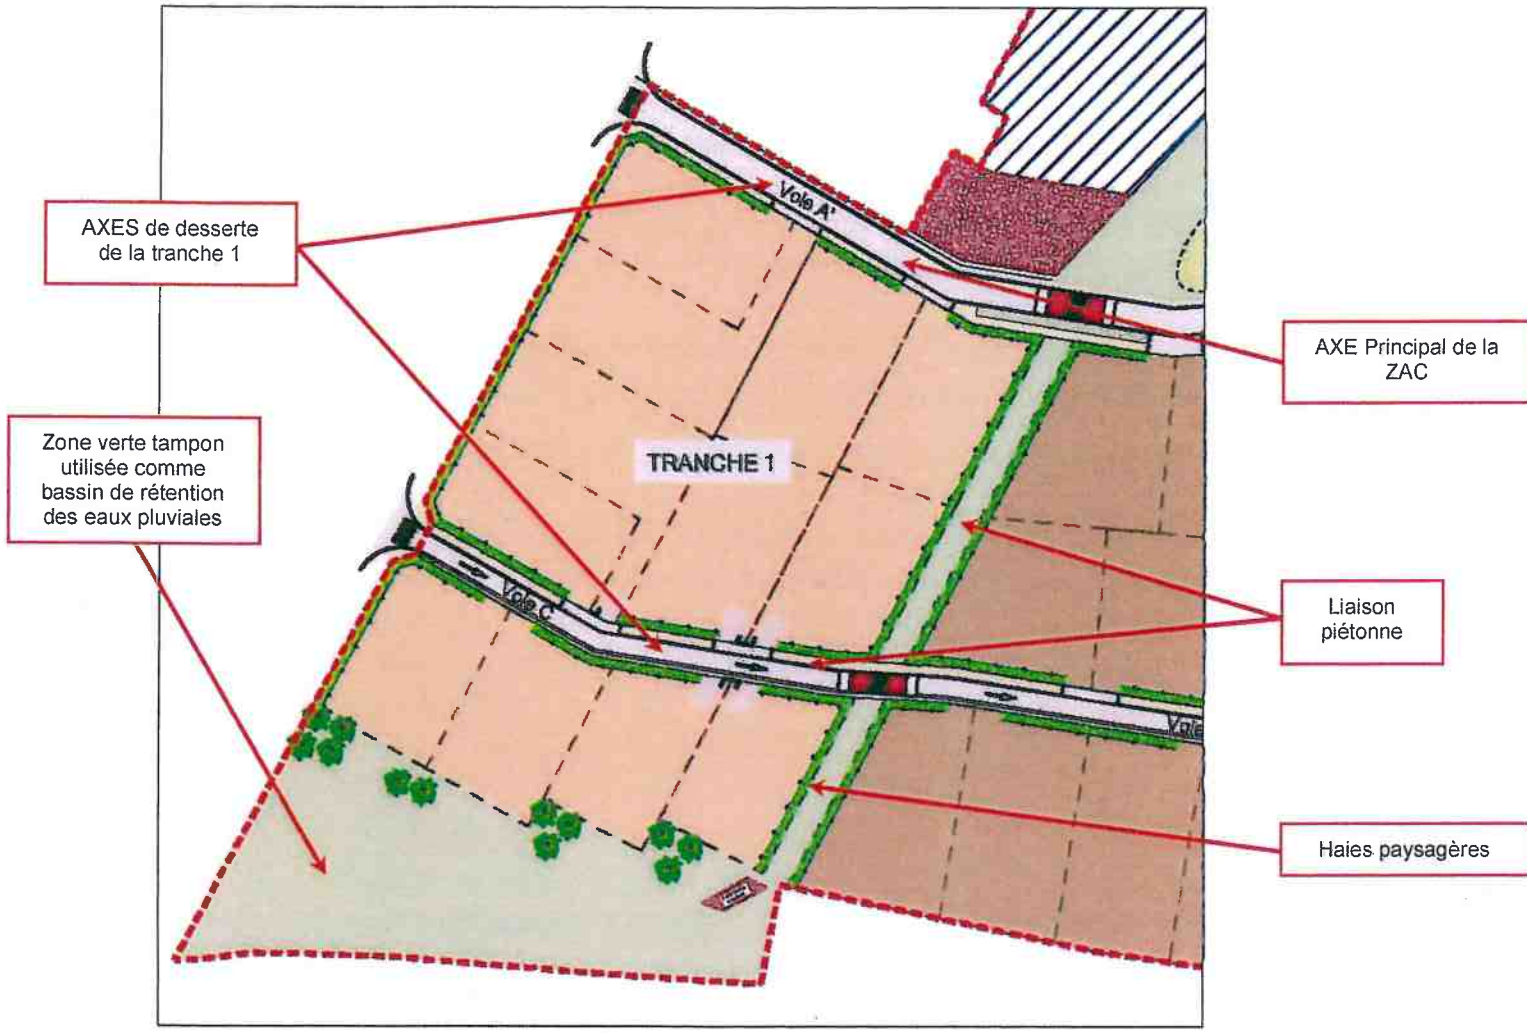 AXES de desserte
de la tranche 1
Voie A'
AXE Principal de la
ZAC
Zone verte tampon
utilisée comme
bassin de rétention
des eaux pluviales
TRANCHE 1
Voie C
Liaison
piétonne
Voie
Haies paysagères